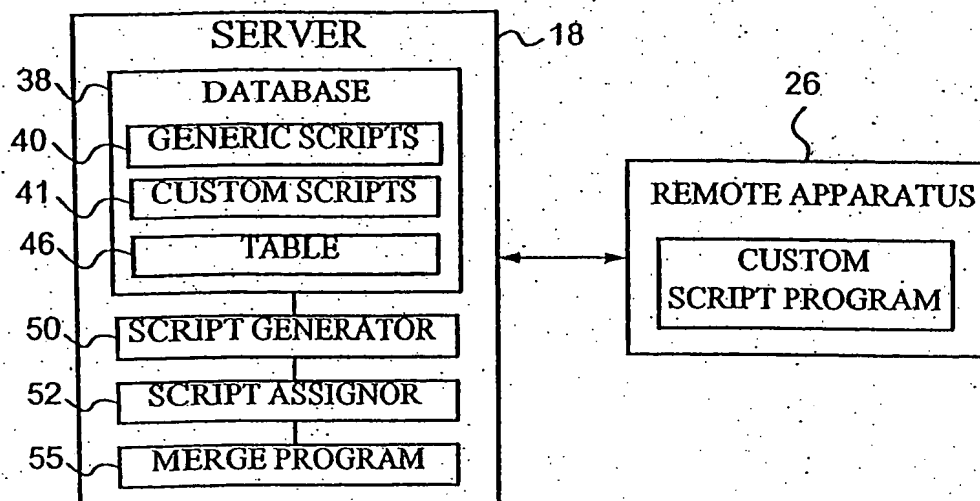 SERVER
18
38
DATABASE
40
GENERIC SCRIPTS
41
CUSTOM SCRIPTS
46
TABLE
50
SCRIPT GENERATOR
52
SCRIPT ASSIGNOR
55
MERGE PROGRAM
26
REMOTE APPARATUS
CUSTOM
SCRIPT PROGRAM